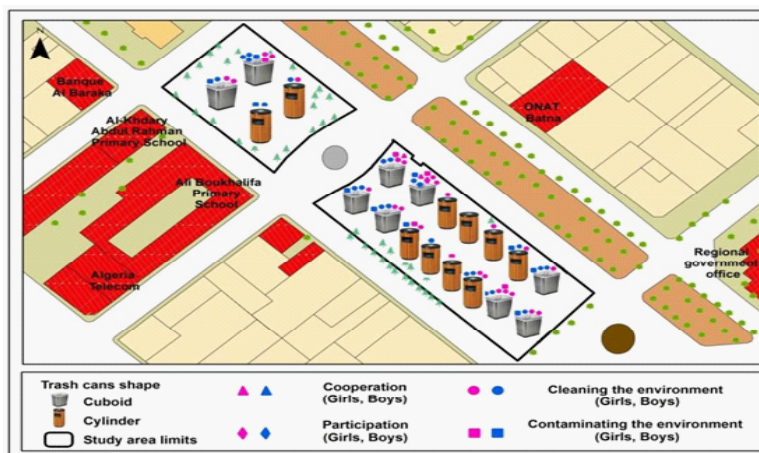 N
Banque
Al Baraka
Al-Khdary
Abdul Rahman
Primary School
Ali Boukhalifa
Primary
School
Algeria
Telecom
ONAT
Batna
Regional
government
office
Trash cans shape
Cuboid
Cylinder
Study area limits
Cooperation
(Girls, Boys)
Participation
(Girls, Boys)
Cleaning the environment
(Girls, Boys)
Contaminating the environment
(Girls, Boys)